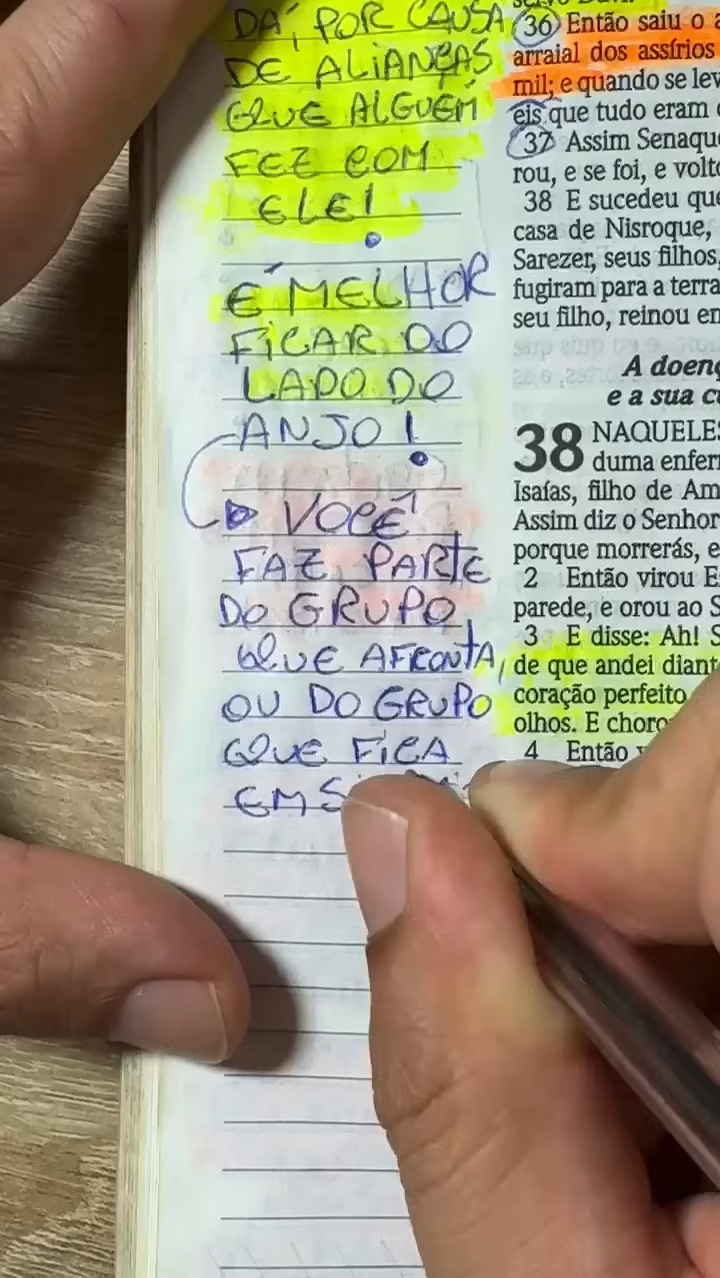 DÁ, POR CAUSA
DE ALIANÇAS
QUE ALGUÉM
FEZ COM
ELE!
É MELHOR
FICAR DO
LADO DO
ANJO!
VOCÊ
FAZ PARTE
DO GRUPO
QUE AFRONTA,
OU DO GRUPO
QUE FICA
EM
36 Então saiu o
arraial dos assírios
mil; e quando se lev
eis que tudo eram
37 Assim Senaque
rou, e se foi, e volto
38 E sucedeu que
casa de Nisroque,
Sarezer, seus filhos,
fugiram para a terra
seu filho, reinou em
A doenç
e a sua cu
38 NAQUELES
duma enfer
Isaías, filho de Am
Assim diz o Senhor
porque morrerás, e
2 Então virou E
parede, e orou ao S
3 E disse: Ah! S
de que andei diant
coração perfeito
olhos. E choro
4 Então